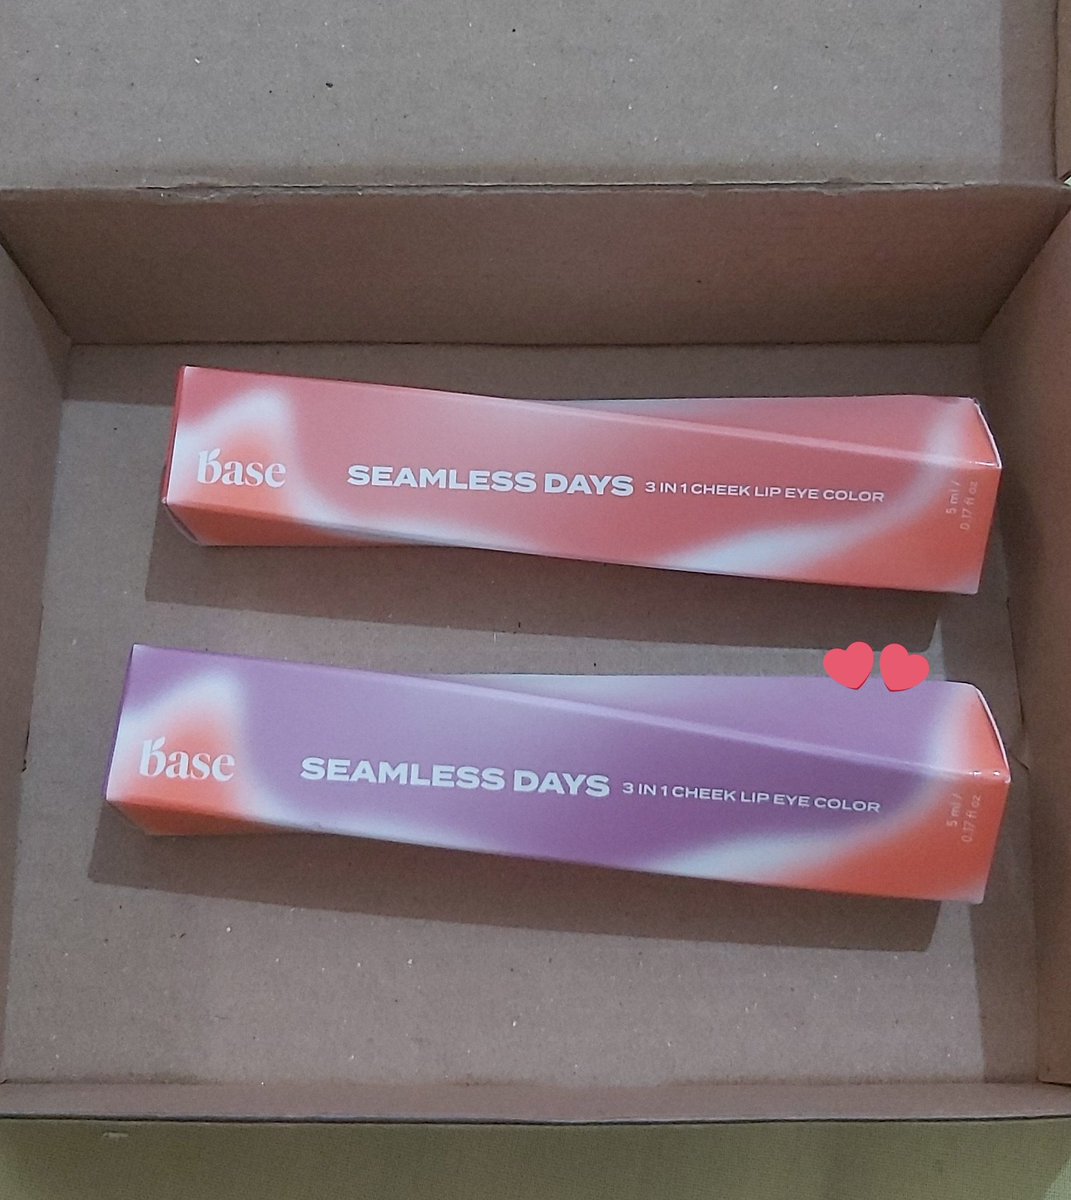 base
SEAMLESS DAYS 3 IN 1 CHEEK LIP EYE COLOR
5 ml /
0.17 fl oz
base
SEAMLESS DAYS 3 IN 1 CHEEK LIP EYE COLOR
5 ml /
0.17 fl oz